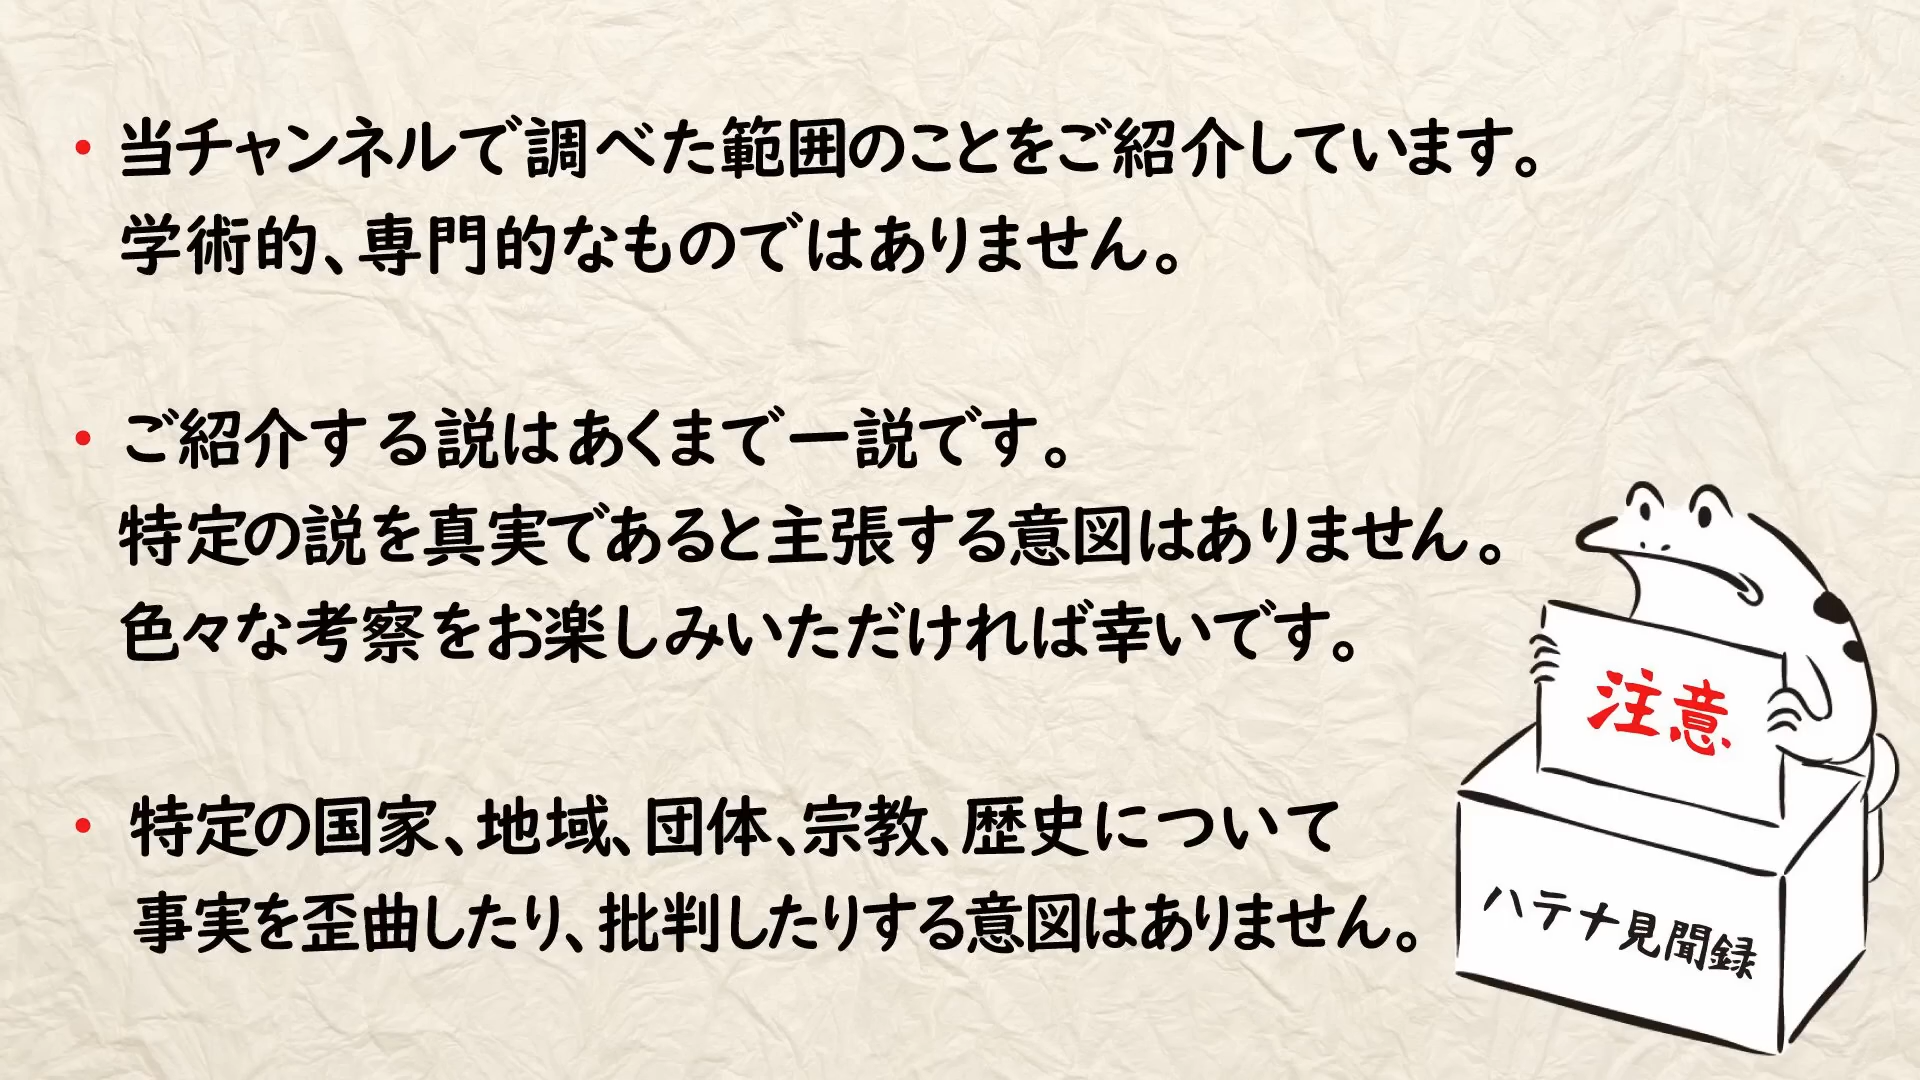 ・当チャンネルで調べた範囲のことをご紹介しています。
学術的、専門的なものではありません。
・ご紹介する説はあくまで一説です。
特定の説を真実であると主張する意図はありません。
色々な考察をお楽しみいただければ幸いです。
・特定の国家、地域、団体、宗教、歴史について
事実を歪曲したり、批判したりする意図はありません。
注意
ハテナ見聞録